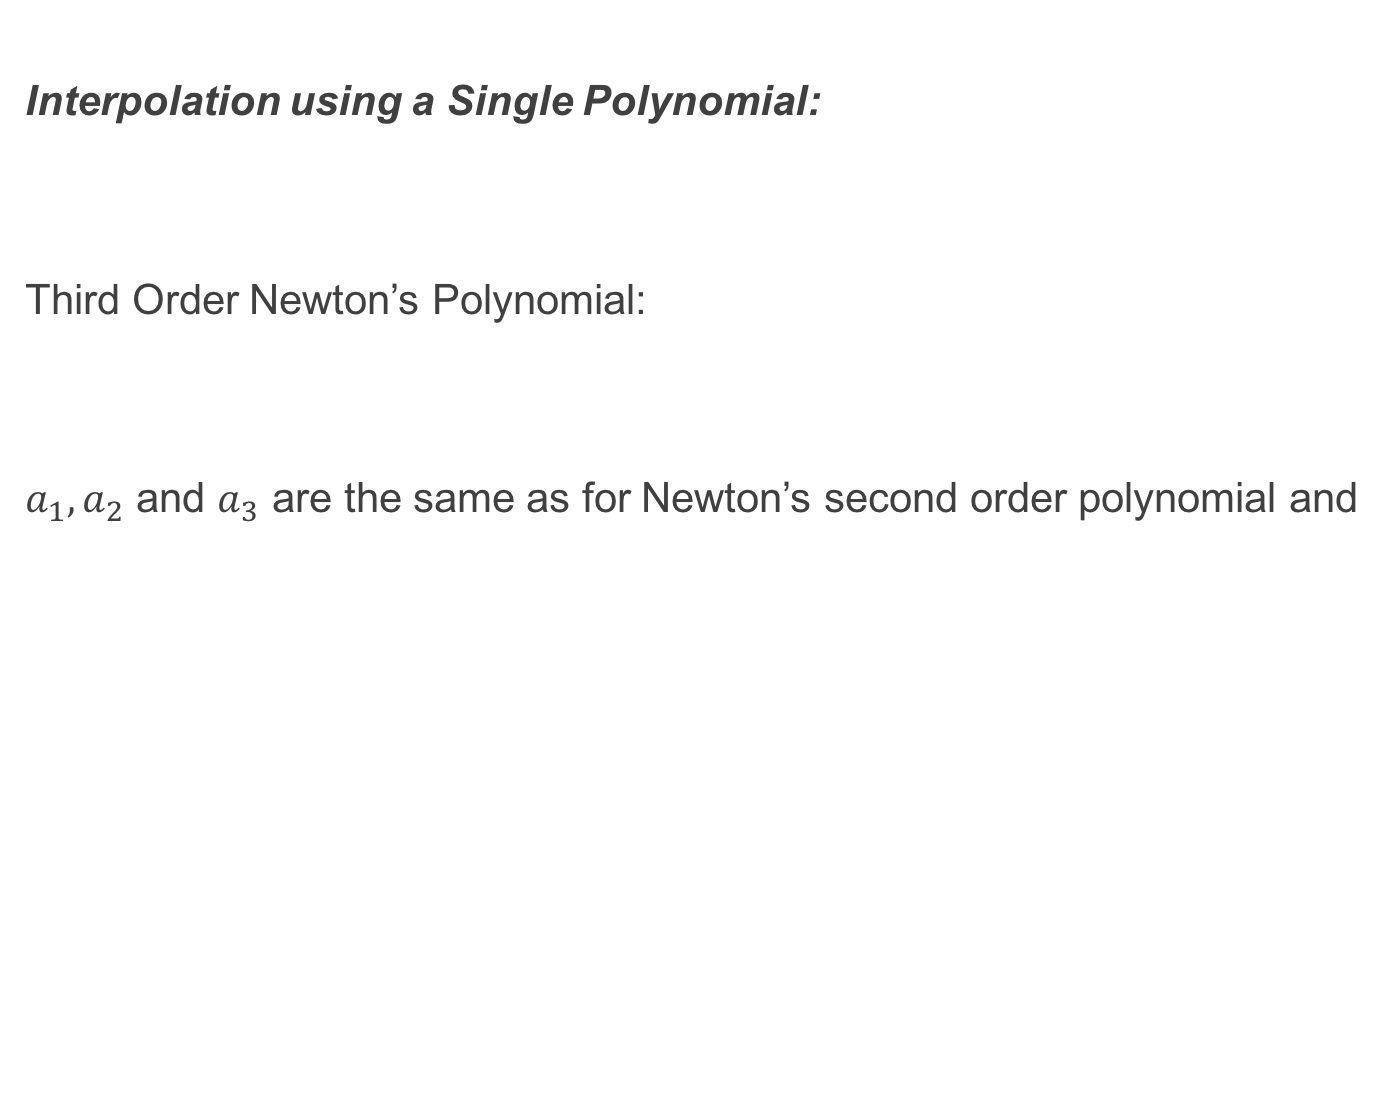 Interpolation using a Single Polynomial:
Third Order Newton’s Polynomial:
𝑎₁, 𝑎₂ and 𝑎₃ are the same as for Newton’s second order polynomial and